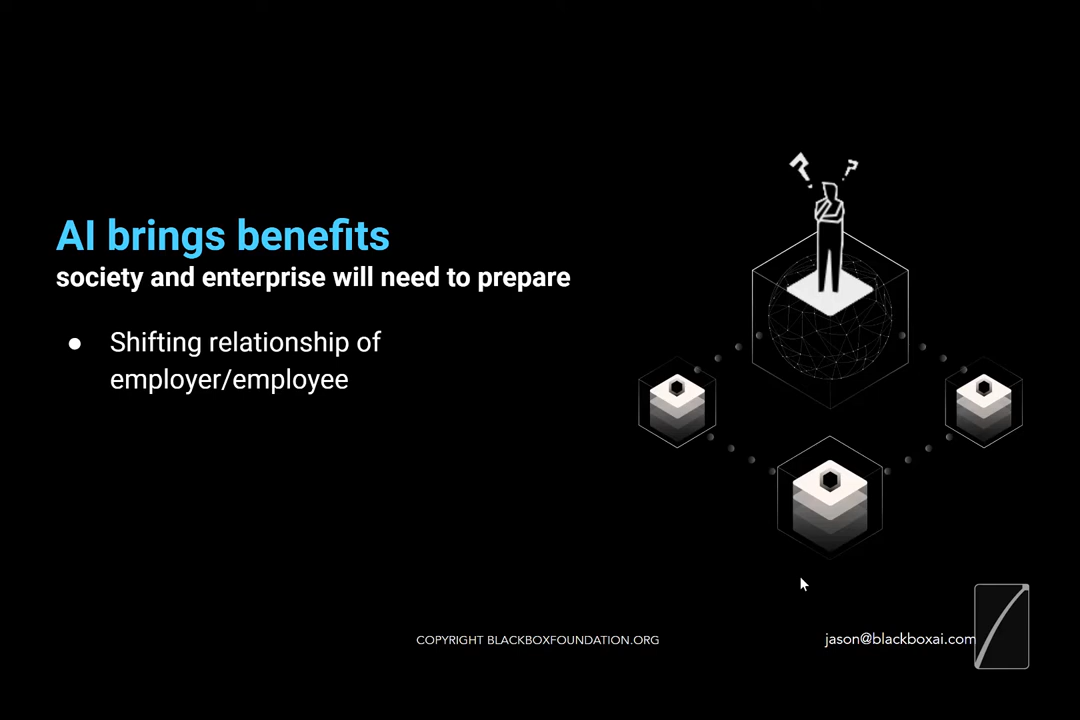 ? ?
AI brings benefits
society and enterprise will need to prepare
● Shifting relationship of
employer/employee
COPYRIGHT BLACKBOXFOUNDATION.ORG
jason@blackboxai.com